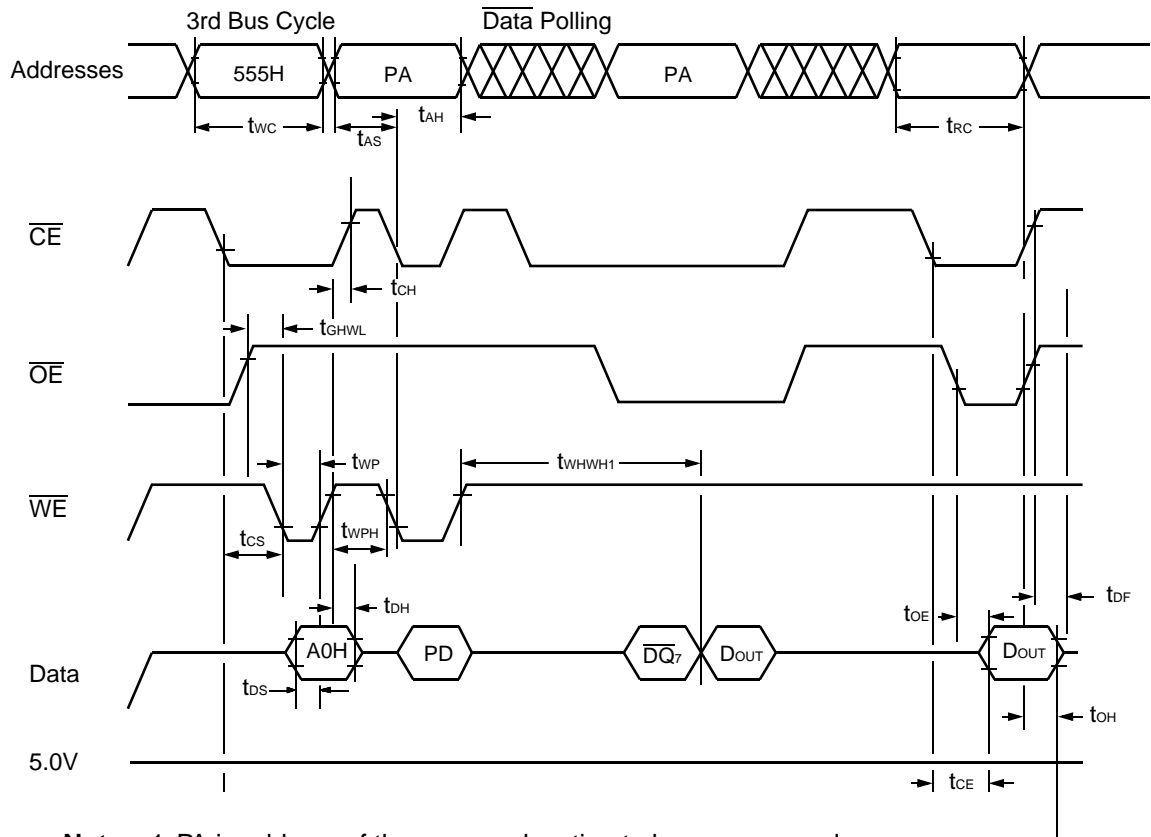 3rd Bus Cycle
Data Polling
Addresses
555H
PA
PA
tWC
tAS
tAH
tRC
CE
tCH
tGHWL
OE
tWP
tWHWH1
WE
tCS
tWPH
tDH
tOE
tDF
Data
A0H
PD
DQ7
DOUT
DOUT
tDS
tOH
5.0V
tCE